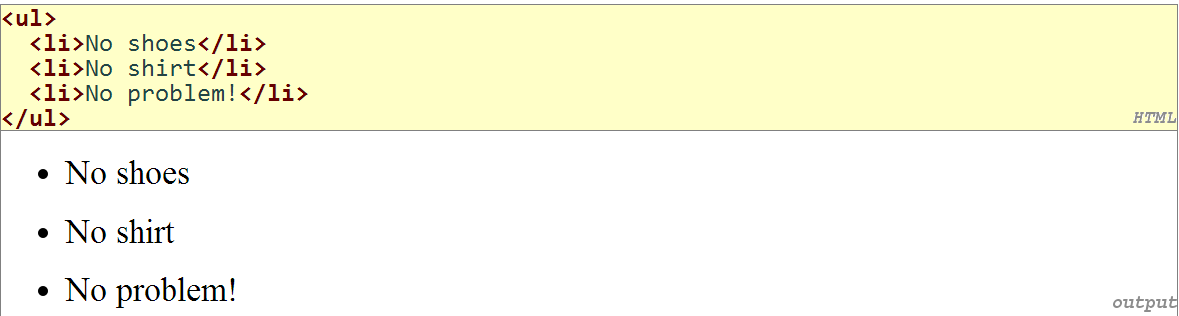 <ul>
  <li>No shoes</li>
  <li>No shirt</li>
  <li>No problem!</li>
</ul>
HTML
• No shoes
• No shirt
• No problem!
output